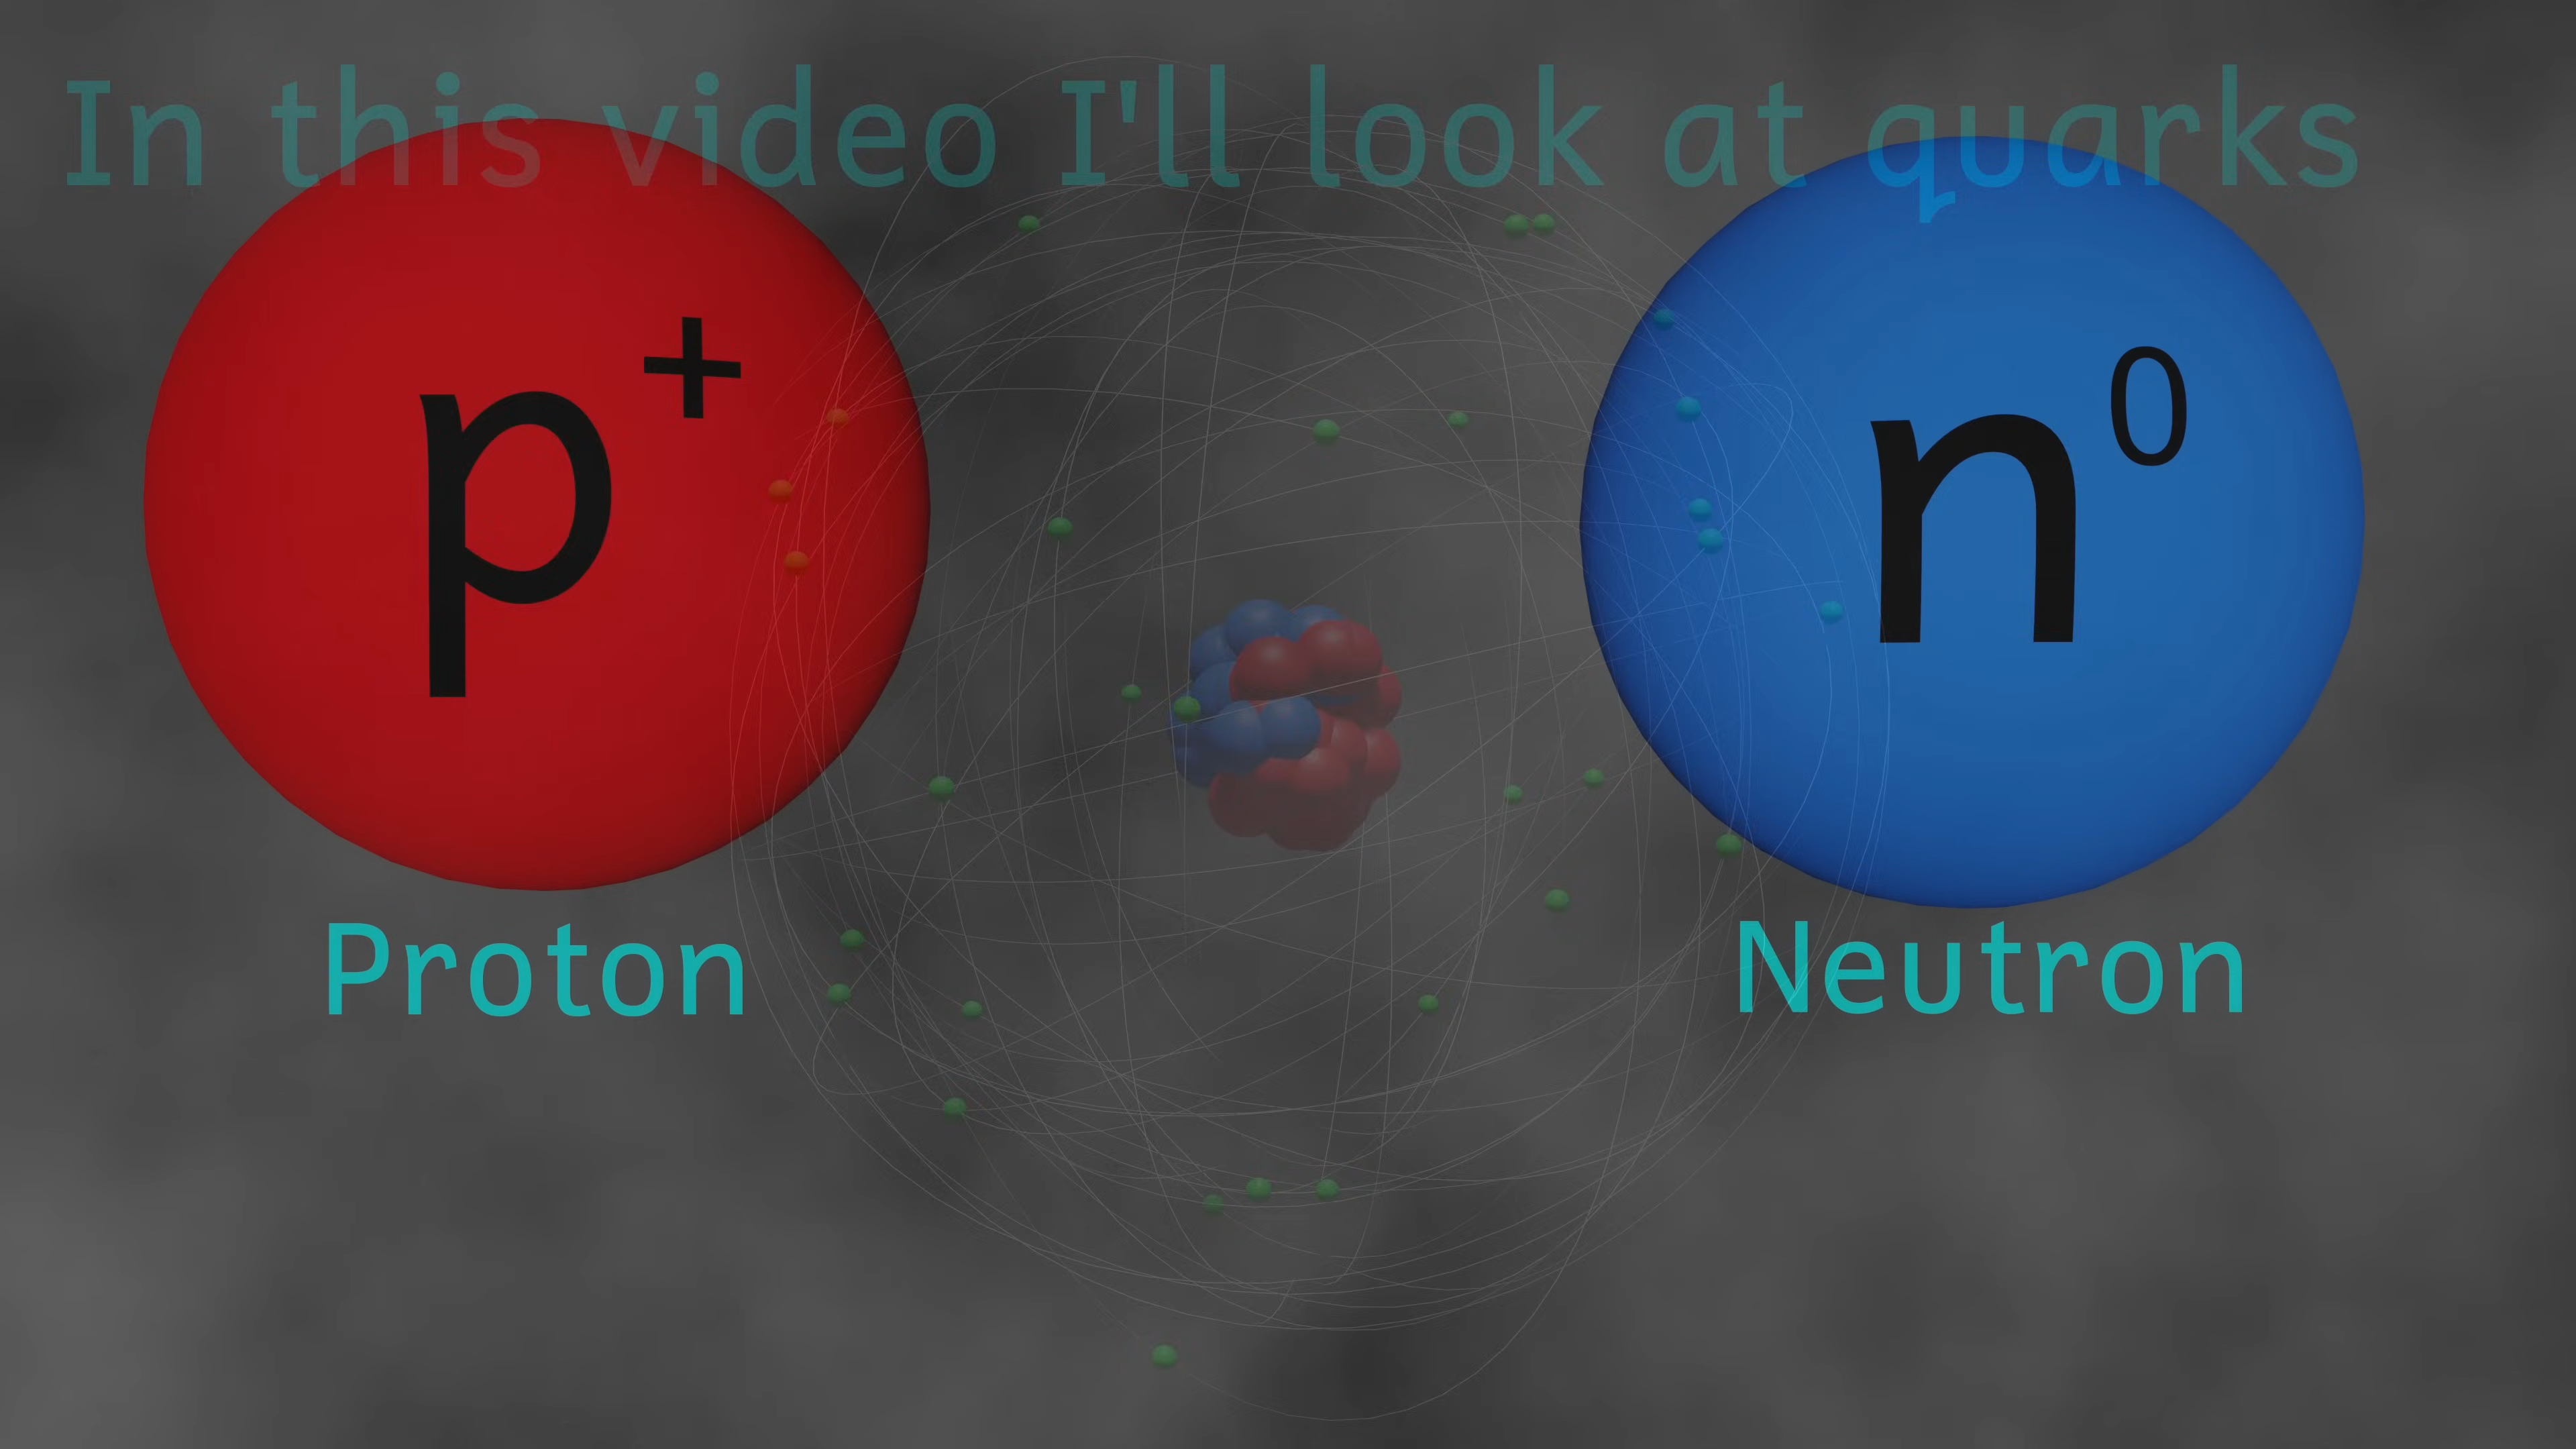 In this video I'll look at quarks
p⁺
n⁰
Proton
Neutron